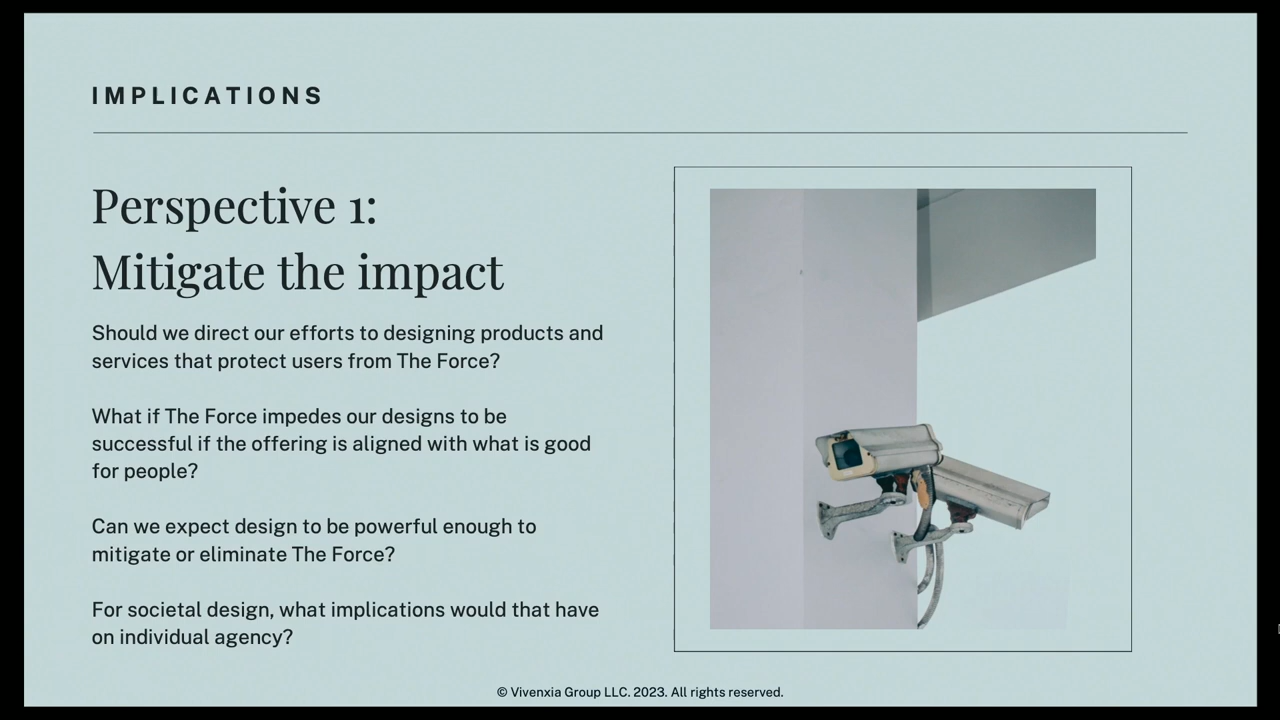 IMPLICATIONS
Perspective 1:
Mitigate the impact
Should we direct our efforts to designing products and
services that protect users from The Force?
What if The Force impedes our designs to be
successful if the offering is aligned with what is good
for people?
Can we expect design to be powerful enough to
mitigate or eliminate The Force?
For societal design, what implications would that have
on individual agency?
© Vivenxia Group LLC. 2023. All rights reserved.